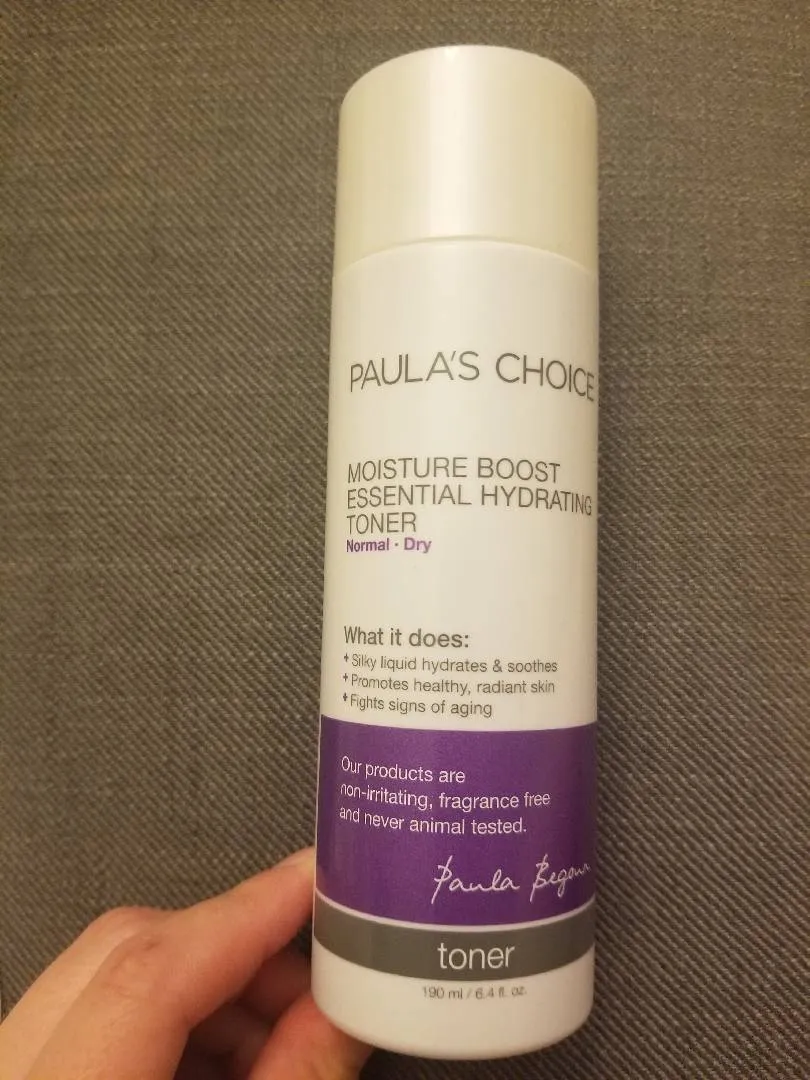 PAULA'S CHOICE
MOISTURE BOOST
ESSENTIAL HYDRATING
TONER
Normal · Dry
What it does:
+ Silky liquid hydrates & soothes
+ Promotes healthy, radiant skin
+ Fights signs of aging
Our products are
non-irritating, fragrance free
and never animal tested.
Paula Begoun
toner
190 ml / 6.4 fl. oz.